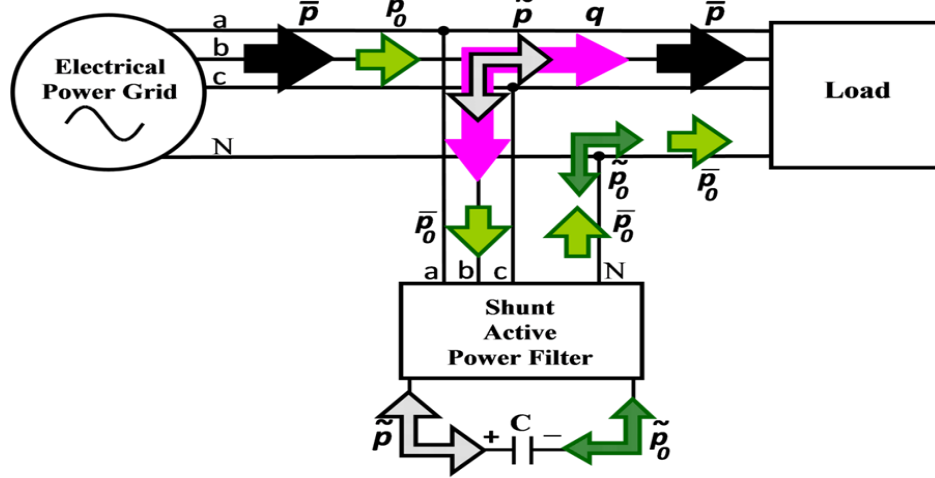 a p̅ p̅₀ p̃ q p̅
b
c
Electrical
Power Grid
Load
N
p̃₀ p̅₀
p̅₀ p̅₀
a b c N
Shunt
Active
Power Filter
p̃ + C − p̃₀